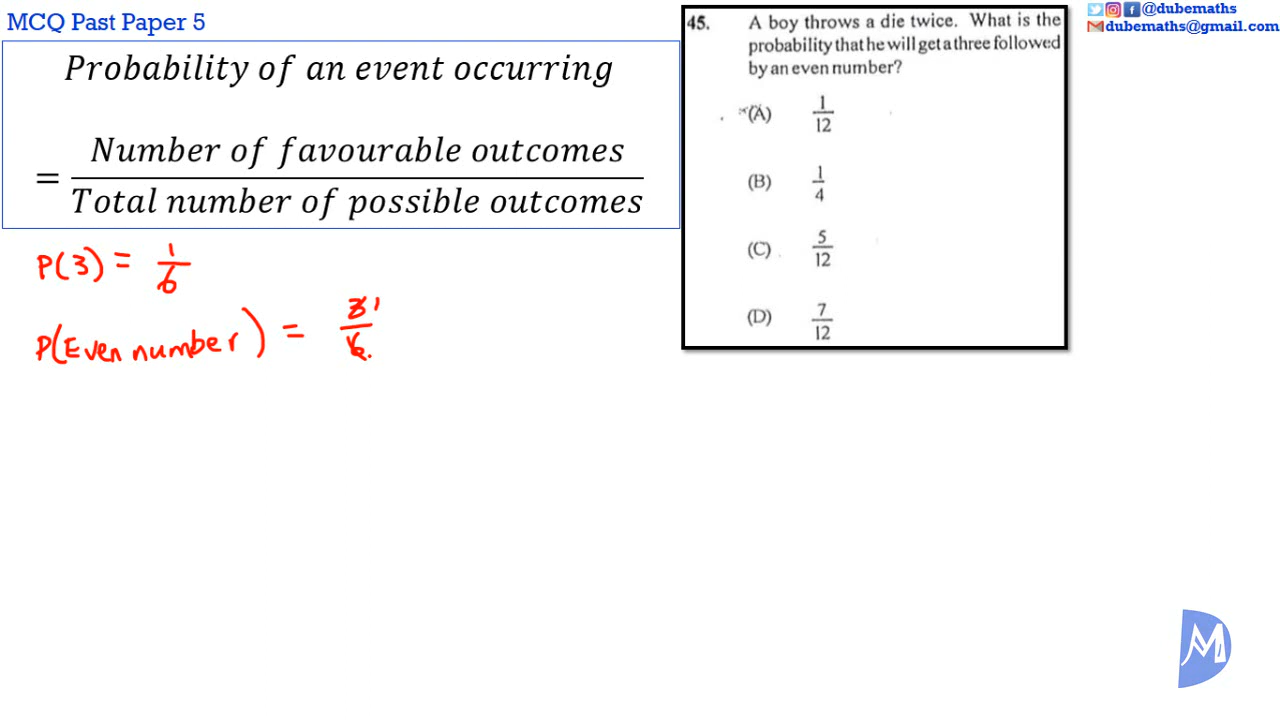 MCQ Past Paper 5
@dubemaths
dubemaths@gmail.com
Probability of an event occurring
= Number of favourable outcomes
Total number of possible outcomes
P(3) = 1/6
P(Even number) = 3 1
6
45. A boy throws a die twice. What is the
probability that he will get a three followed
by an even number?
(A) 1/12
(B) 1/4
(C) 5/12
(D) 7/12
M